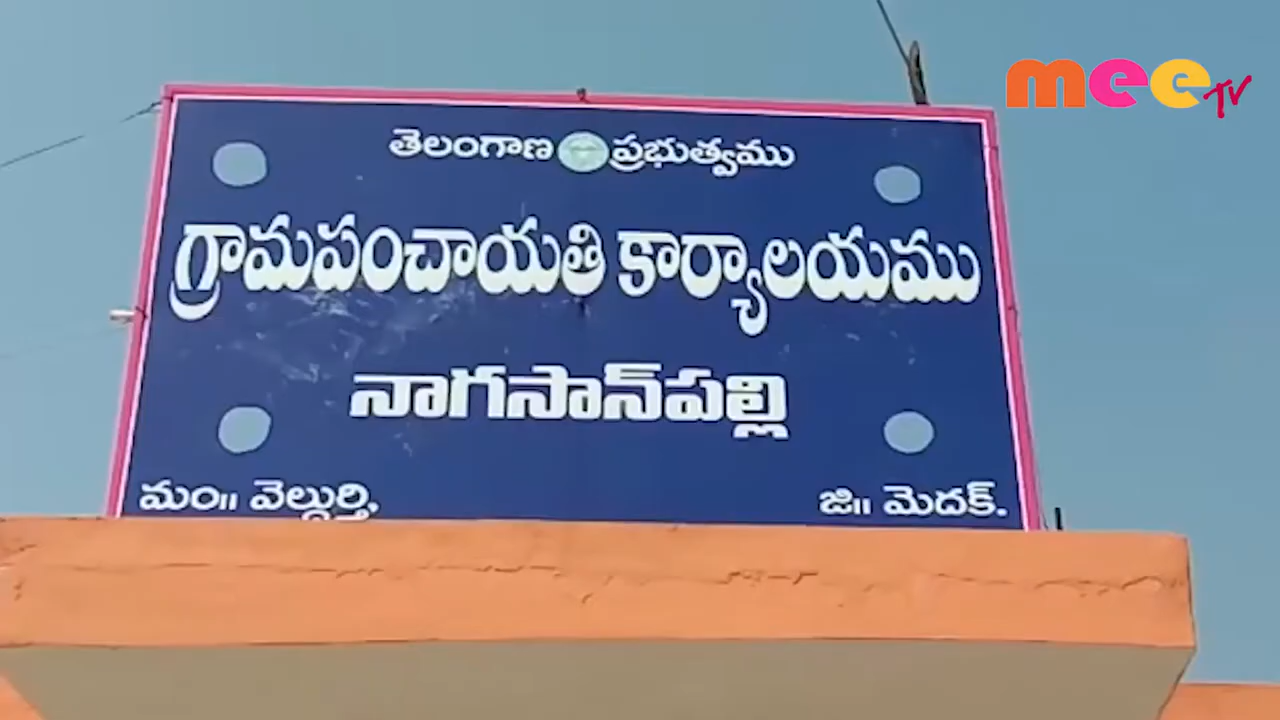 mee TV
తెలంగాణ ప్రభుత్వము
గ్రామపంచాయతి కార్యాలయము
నాగసాన్‌పల్లి
మం॥ వెల్దుర్తి. జి॥ మెదక్.